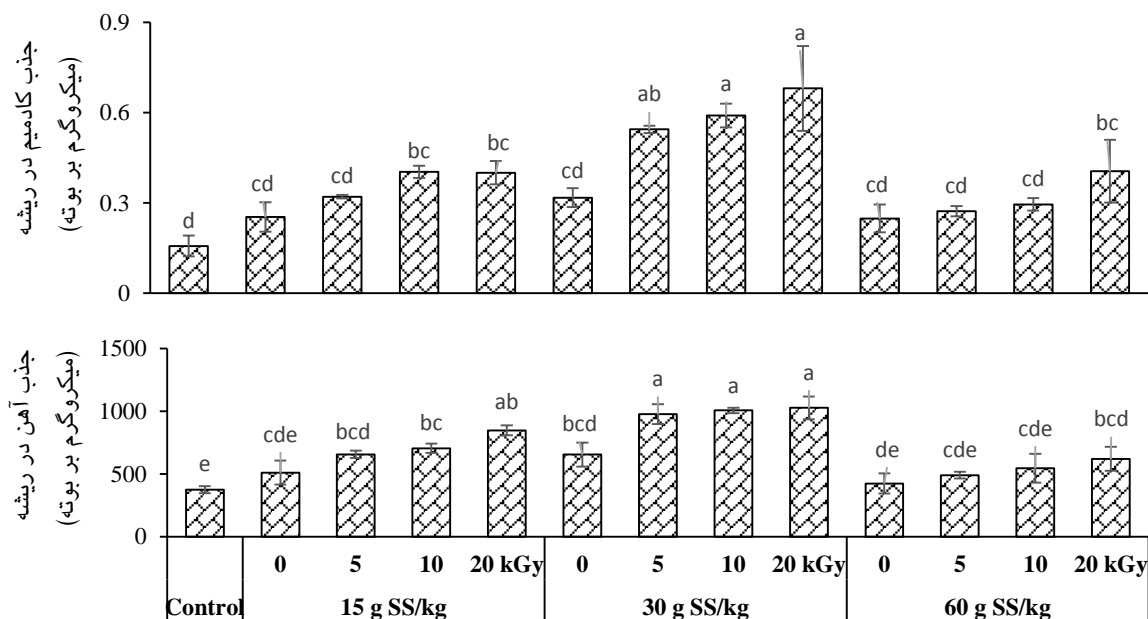 جذب کادمیم در ریشه
(میکروگرم بر بوته)
0.9
0.6
0.3
0
d
cd
cd
bc
bc
cd
ab
a
a
cd
cd
cd
bc
جذب آهن در ریشه
(میکروگرم بر بوته)
1500
1000
500
0
e
cde
bcd
bc
ab
bcd
a
a
a
de
cde
cde
bcd
0 5 10 20 kGy 0 5 10 20 kGy 0 5 10 20 kGy
Control 15 g SS/kg 30 g SS/kg 60 g SS/kg